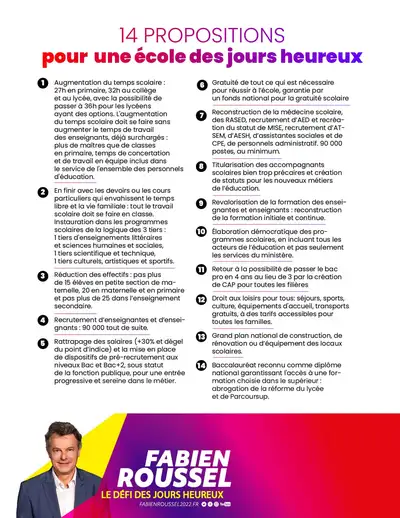 14 PROPOSITIONS
pour une école des jours heureux
1 Augmentation du temps scolaire :
27h en primaire, 32h au collège
et au lycée, avec la possibilité de
passer à 36h pour les lycéens
ayant des options. L'augmentation
du temps scolaire doit se faire sans
augmenter le temps de travail
des enseignants, déjà surchargés :
plus de maîtres que de classes
en primaire, temps de concertation
et de travail en équipe inclus dans
le service de l'ensemble des personnels
d'éducation.
2 En finir avec les devoirs ou les cours
particuliers qui envahissent le temps
libre et la vie familiale : tout le travail
scolaire doit se faire en classe.
Instauration dans les programmes
scolaires de la logique des 3 tiers :
1 tiers d'enseignements littéraires
et sciences humaines et sociales,
1 tiers scientifique et technique,
1 tiers culturels, artistiques et sportifs.
3 Réduction des effectifs : pas plus
de 15 élèves en petite section de ma-
ternelle, 20 en maternelle et en primaire
et pas plus de 25 dans l'enseignement
secondaire.
4 Recrutement d'enseignantes et d'ensei-
gnants : 90 000 tout de suite.
5 Rattrapage des salaires (+30% et dégel
du point d'indice) et la mise en place
de dispositifs de pré-recrutement aux
niveaux Bac et Bac+2, sous statut
de la fonction publique, pour une entrée
progressive et sereine dans le métier.
6 Gratuité de tout ce qui est nécessaire
pour réussir à l'école, garantie par
un fonds national pour la gratuité scolaire
7 Reconstruction de la médecine scolaire,
des RASED, recrutement d'AED et recréa-
tion du statut de MISE, recrutement d'AT-
SEM, d'AESH, d'assistantes sociales et de
CPE, de personnels administratif. 90 000
postes, au minimum.
8 Titularisation des accompagnants
scolaires bien trop précaires et création
de statuts pour les nouveaux métiers
de l'éducation.
9 Revalorisation de la formation des ensei-
gnantes et enseignants : reconstruction
de la formation initiale et continue.
10 Élaboration démocratique des pro-
grammes scolaires, en incluant tous les
acteurs de l'éducation et pas seulement
les services du ministère.
11 Retour à la possibilité de passer le bac
pro en 4 ans au lieu de 3 par la création
de CAP pour toutes les filières
12 Droit aux loisirs pour tous: séjours, sports,
culture, équipements d'accueil, transports
gratuits, à des tarifs accessibles pour
toutes les familles.
13 Grand plan national de construction, de
rénovation ou d'équipement des locaux
scolaires.
14 Baccalauréat reconnu comme diplôme
national garantissant l'accès à une for-
mation choisie dans le supérieur :
abrogation de la réforme du lycée
et de Parcoursup.
FABIEN
ROUSSEL
LE DÉFI DES JOURS HEUREUX
FABIENROUSSEL2022.FR